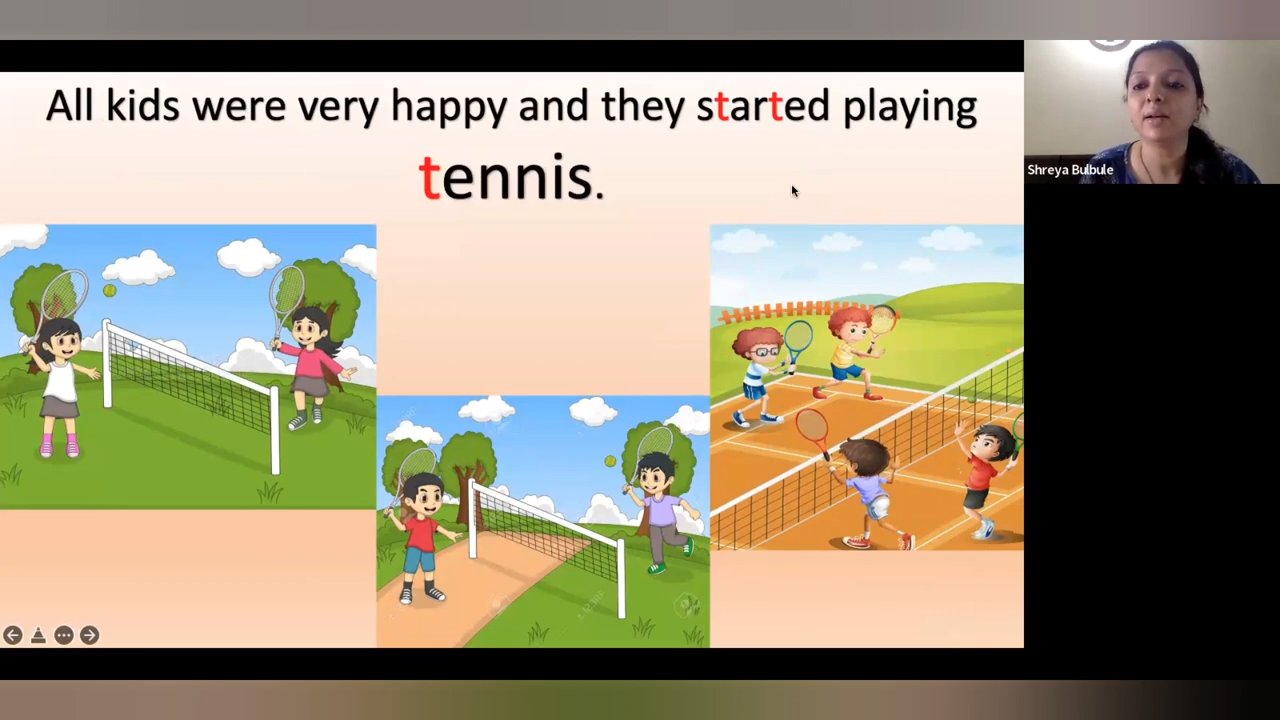 All kids were very happy and they started playing
tennis.
Shreya Bulbule